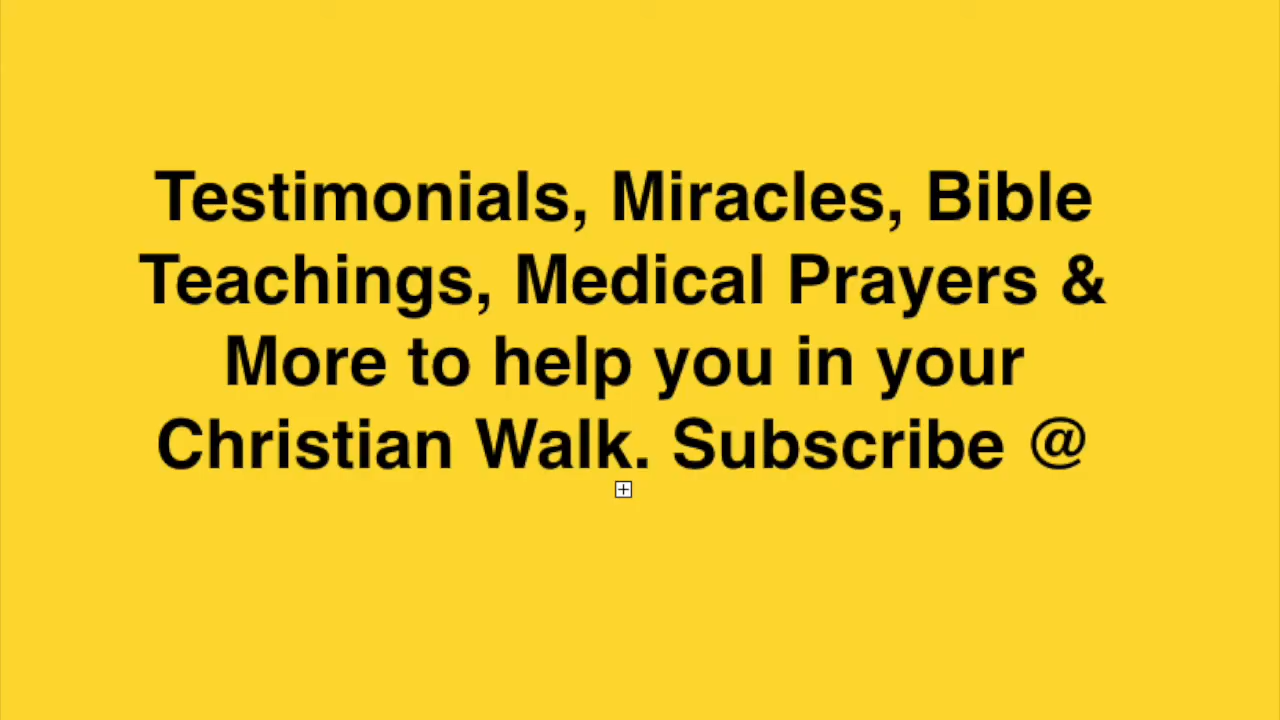 Testimonials, Miracles, Bible
Teachings, Medical Prayers &
More to help you in your
Christian Walk. Subscribe @